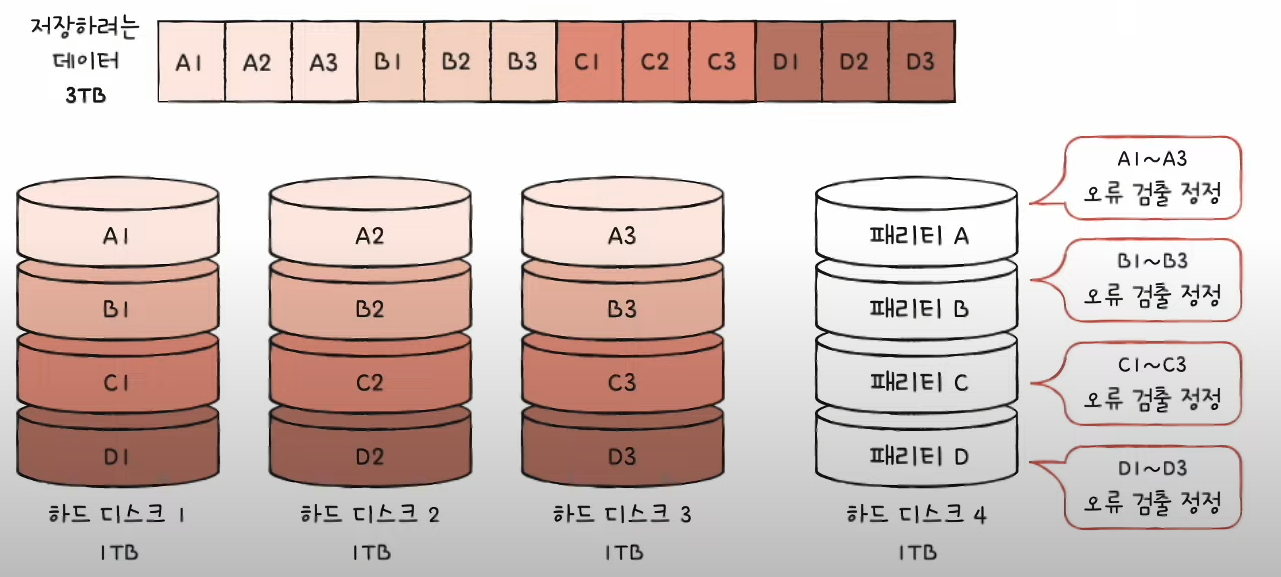 저장하려는
데이터
3TB
A1 A2 A3 B1 B2 B3 C1 C2 C3 D1 D2 D3
A1 A2 A3 패리티 A
B1 B2 B3 패리티 B
C1 C2 C3 패리티 C
D1 D2 D3 패리티 D
A1~A3
오류 검출 정정
B1~B3
오류 검출 정정
C1~C3
오류 검출 정정
D1~D3
오류 검출 정정
하드 디스크 1 하드 디스크 2 하드 디스크 3 하드 디스크 4
1TB 1TB 1TB 1TB